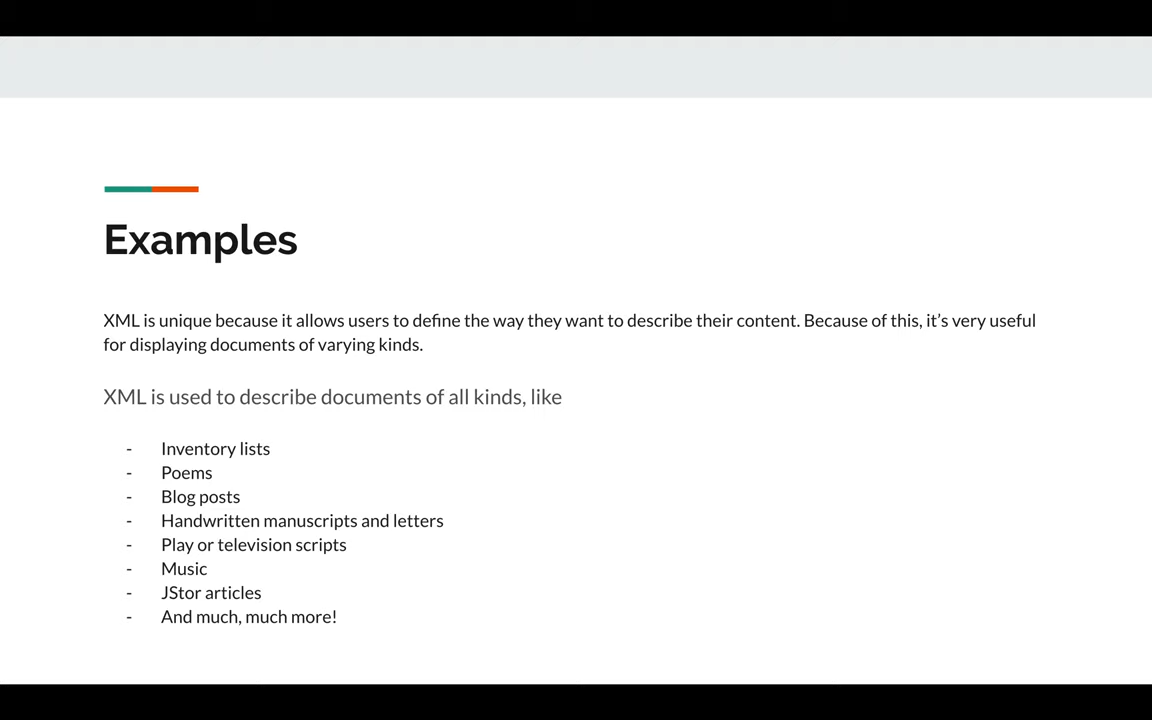 Examples
XML is unique because it allows users to define the way they want to describe their content. Because of this, it’s very useful
for displaying documents of varying kinds.
XML is used to describe documents of all kinds, like
- Inventory lists
- Poems
- Blog posts
- Handwritten manuscripts and letters
- Play or television scripts
- Music
- JStor articles
- And much, much more!